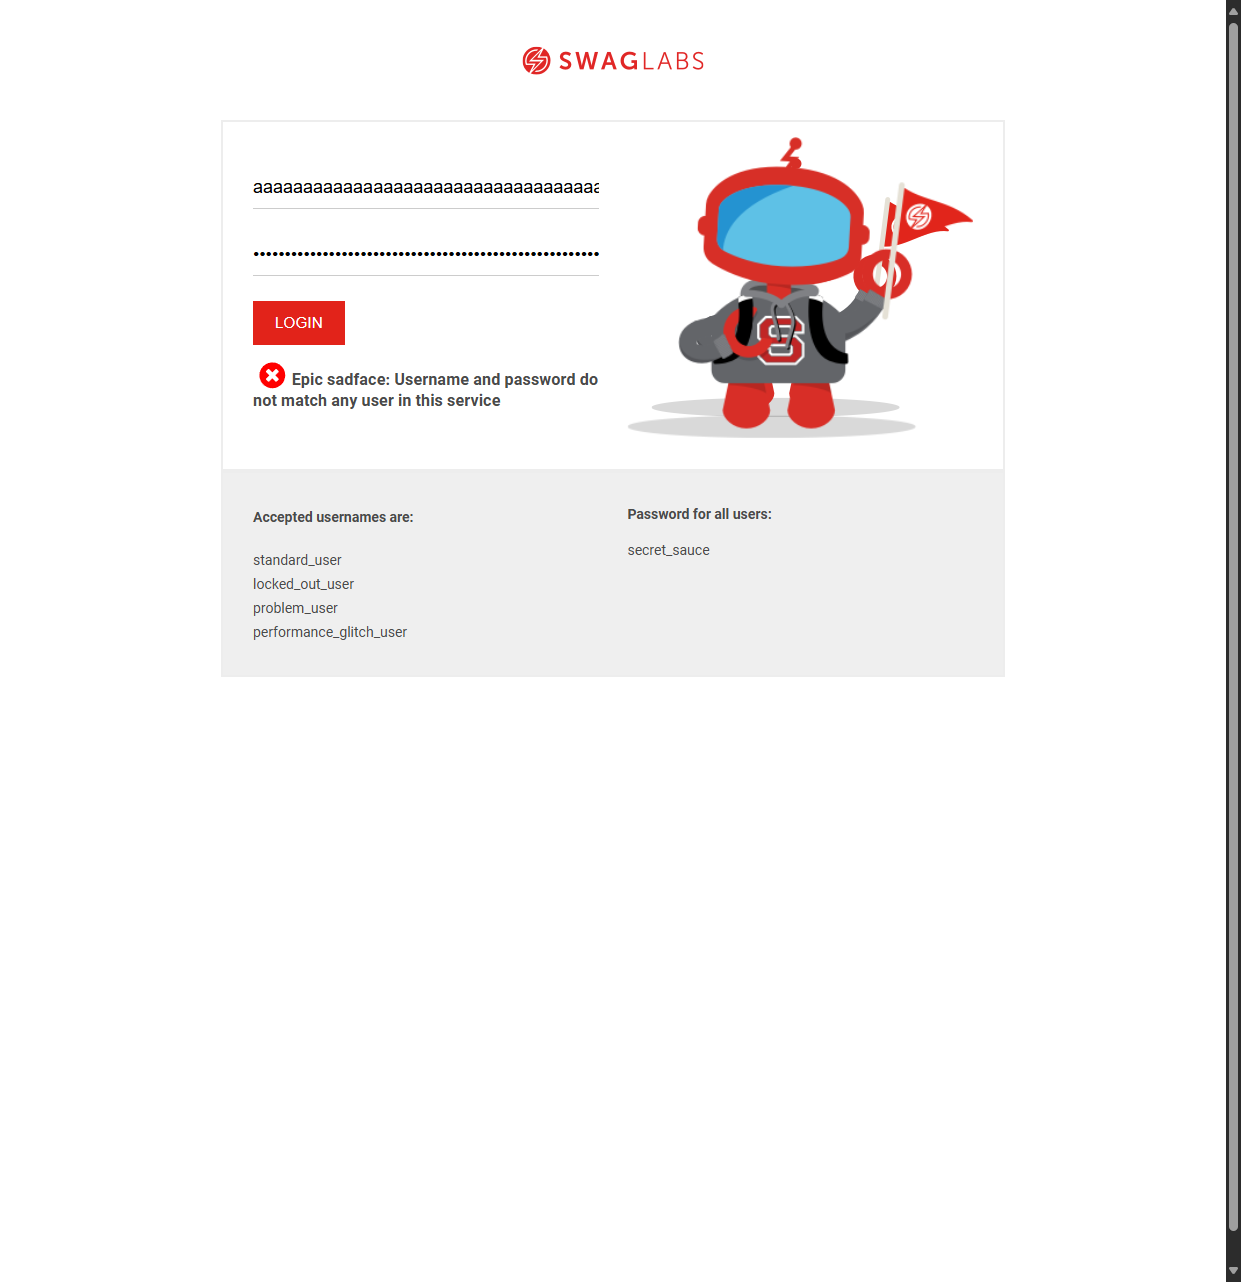 SWAGLABS
aaaaaaaaaaaaaaaaaaaaaaaaaaaaaaaaaaa
LOGIN
Epic sadface: Username and password do
not match any user in this service
S
Accepted usernames are:
standard_user
locked_out_user
problem_user
performance_glitch_user
Password for all users:
secret_sauce